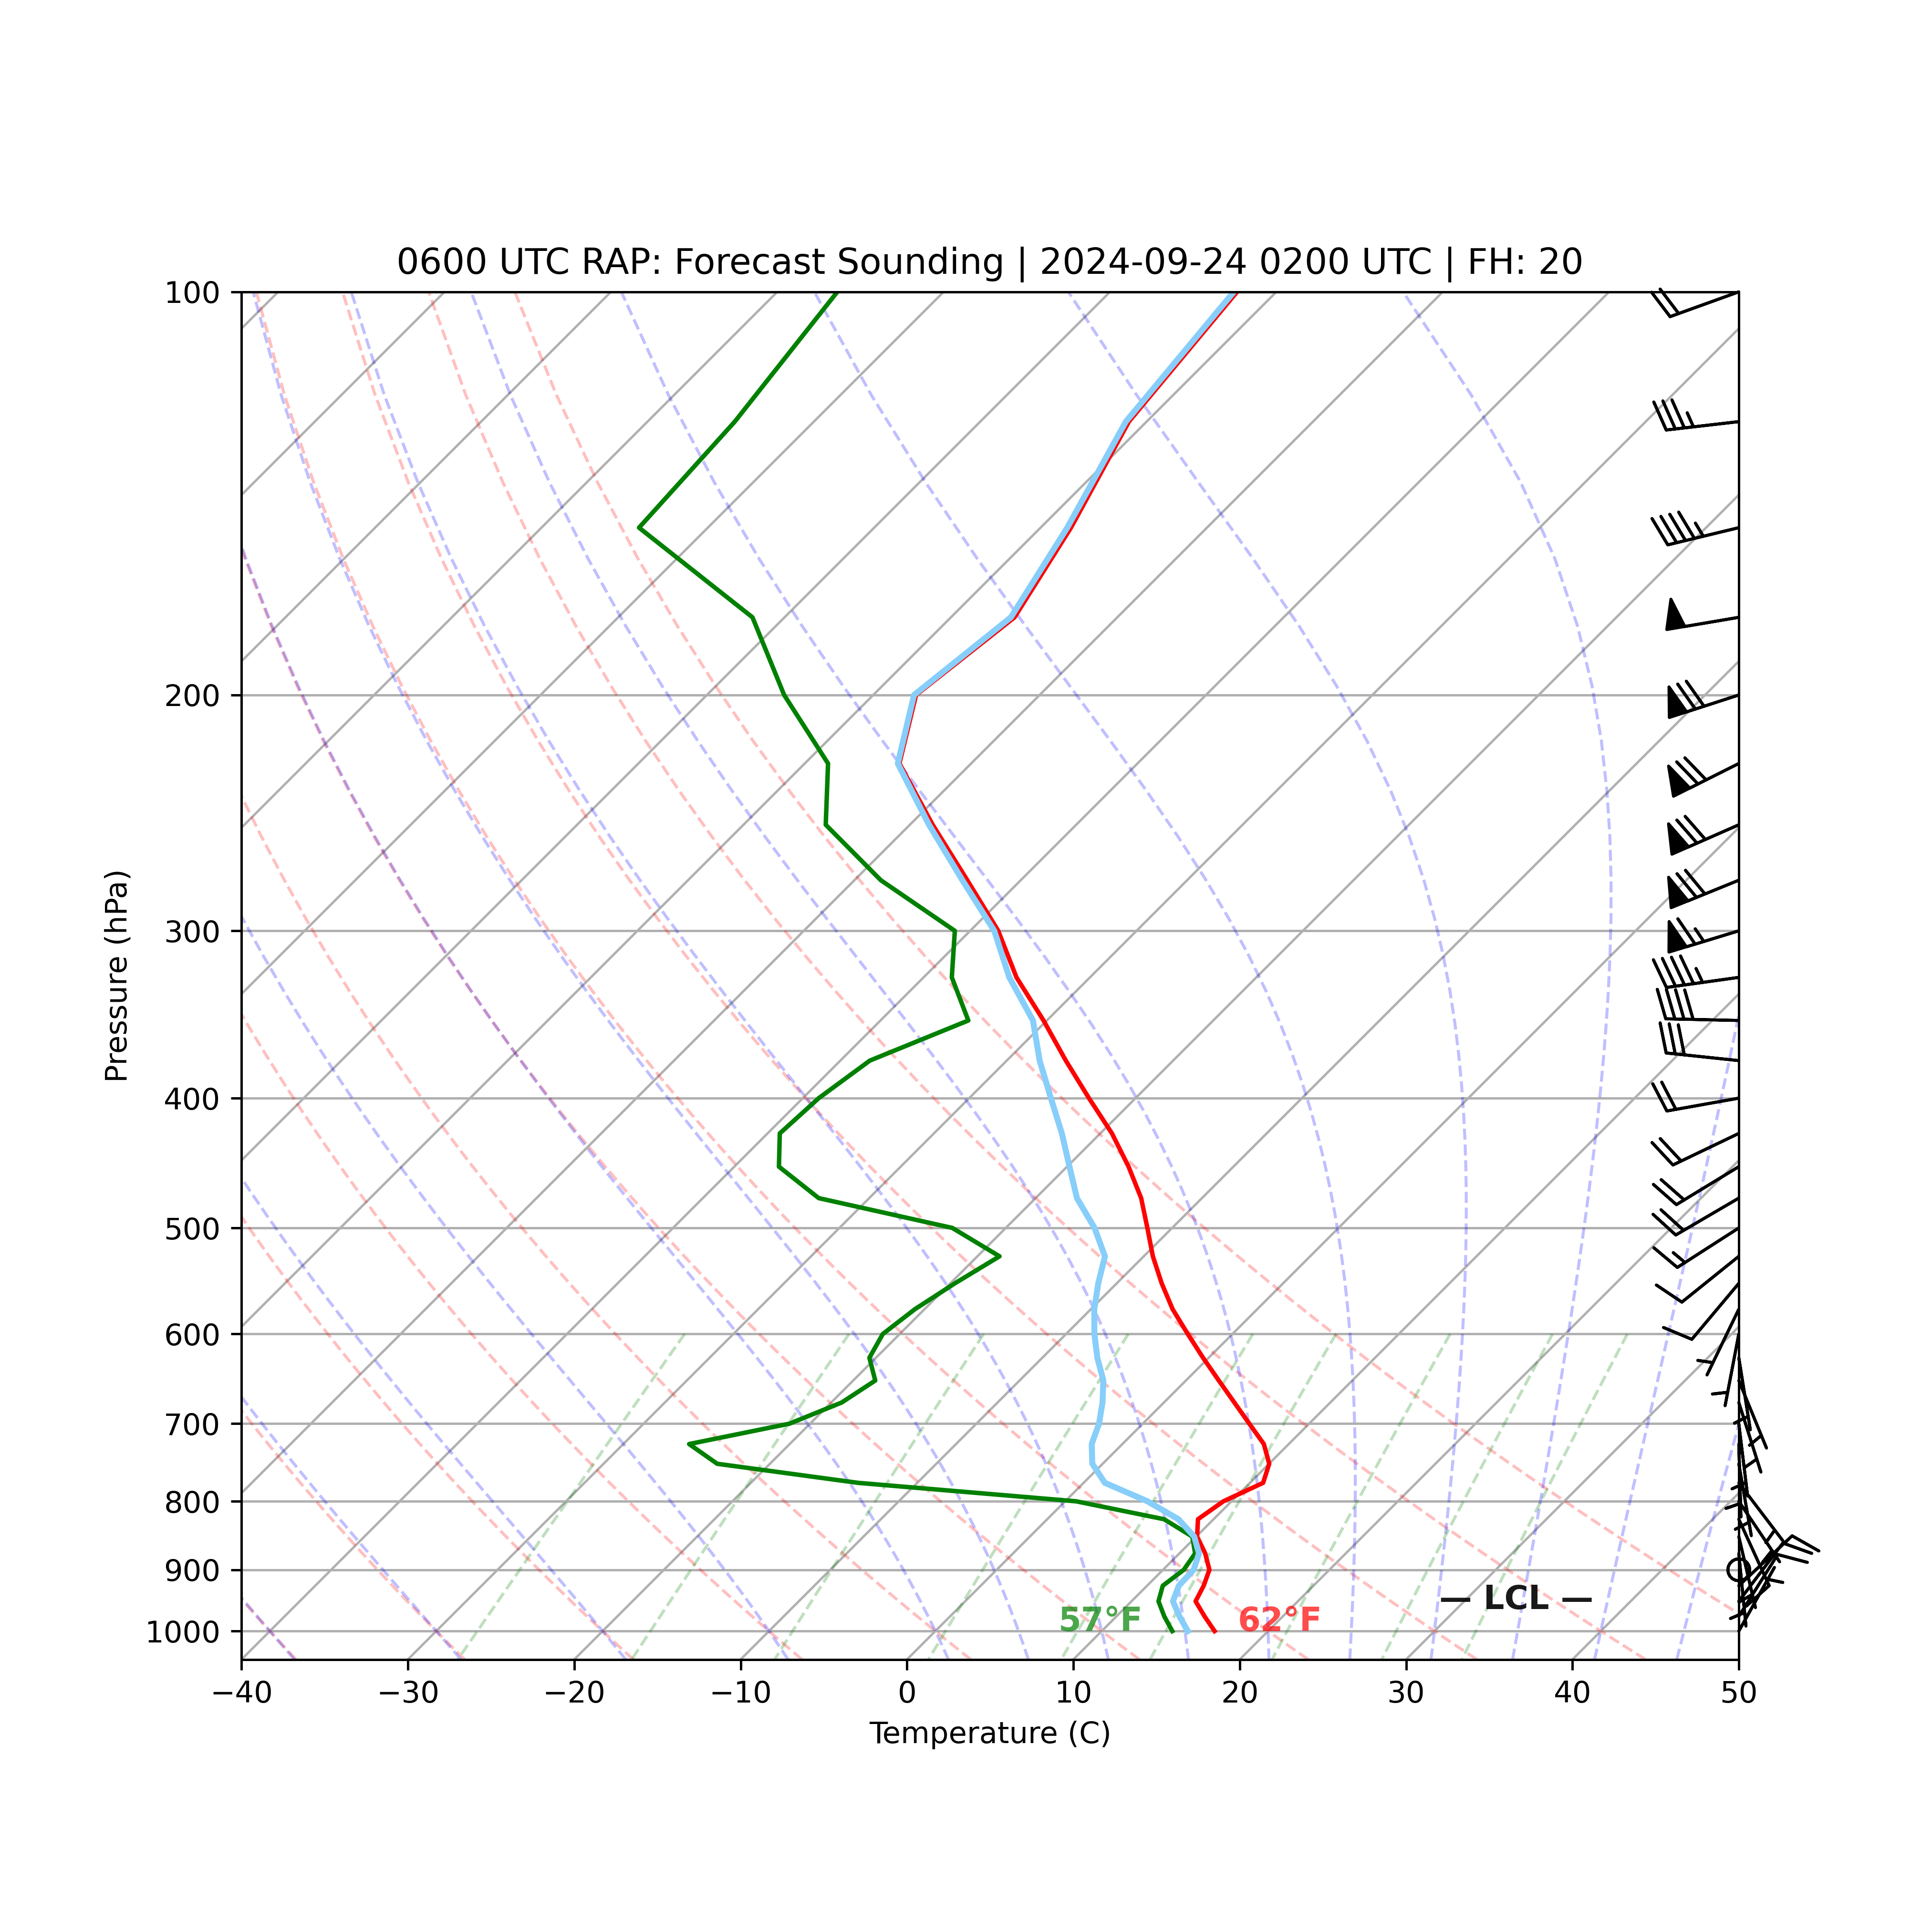 0600 UTC RAP: Forecast Sounding | 2024-09-24 0200 UTC | FH: 20
100
200
300
400
500
600
700
800
900
1000
Pressure (hPa)
— LCL —
57°F
62°F
−40 −30 −20 −10 0 10 20 30 40 50
Temperature (C)